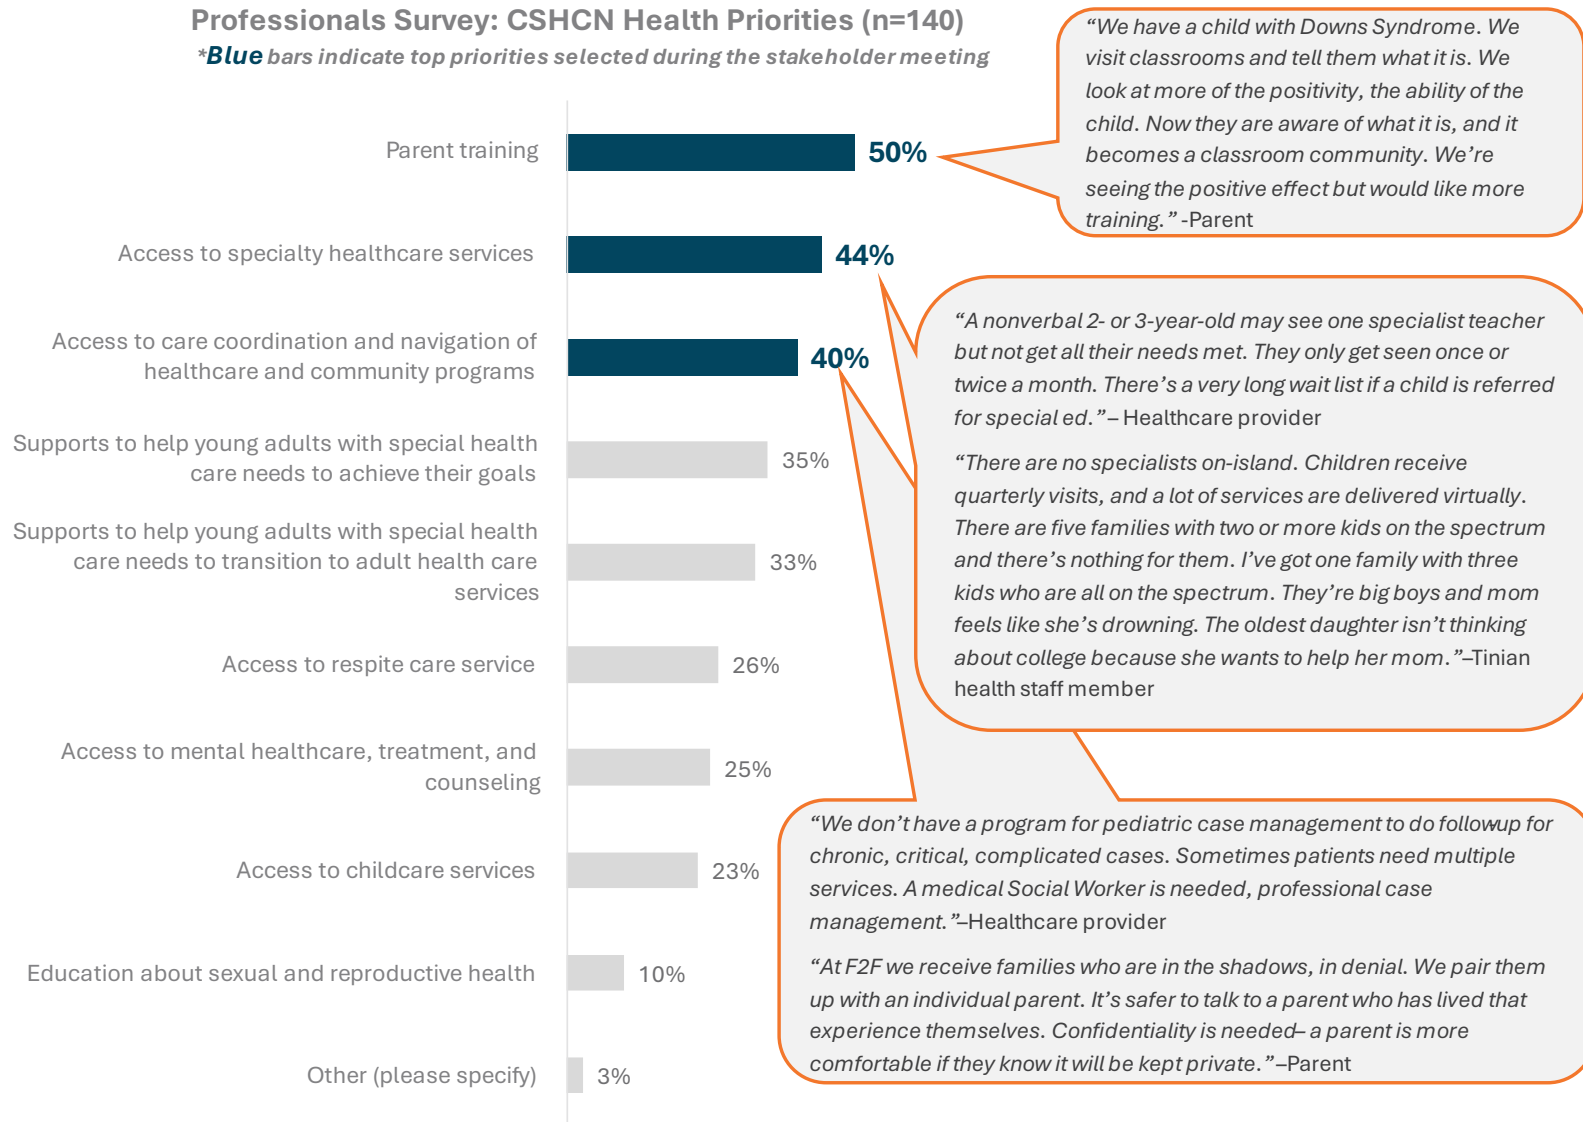 Professionals Survey: CSHCN Health Priorities (n=140)
*Blue bars indicate top priorities selected during the stakeholder meeting
Parent training
50%
Access to specialty healthcare services
44%
Access to care coordination and navigation of
healthcare and community programs
40%
Supports to help young adults with special health
care needs to achieve their goals
35%
Supports to help young adults with special health
care needs to transition to adult health care
services
33%
Access to respite care service
26%
Access to mental healthcare, treatment, and
counseling
25%
Access to childcare services
23%
Education about sexual and reproductive health
10%
Other (please specify)
3%
“We have a child with Downs Syndrome. We
visit classrooms and tell them what it is. We
look at more of the positivity, the ability of the
child. Now they are aware of what it is, and it
becomes a classroom community. We’re
seeing the positive effect but would like more
training.” -Parent
“A nonverbal 2- or 3-year-old may see one specialist teacher
but not get all their needs met. They only get seen once or
twice a month. There’s a very long wait list if a child is referred
for special ed.”– Healthcare provider
“There are no specialists on-island. Children receive
quarterly visits, and a lot of services are delivered virtually.
There are five families with two or more kids on the spectrum
and there’s nothing for them. I’ve got one family with three
kids who are all on the spectrum. They’re big boys and mom
feels like she’s drowning. The oldest daughter isn’t thinking
about college because she wants to help her mom.”–Tinian
health staff member
“We don’t have a program for pediatric case management to do follow-up for
chronic, critical, complicated cases. Sometimes patients need multiple
services. A medical Social Worker is needed, professional case
management.”–Healthcare provider
“At F2F we receive families who are in the shadows, in denial. We pair them
up with an individual parent. It’s safer to talk to a parent who has lived that
experience themselves. Confidentiality is needed– a parent is more
comfortable if they know it will be kept private.”–Parent